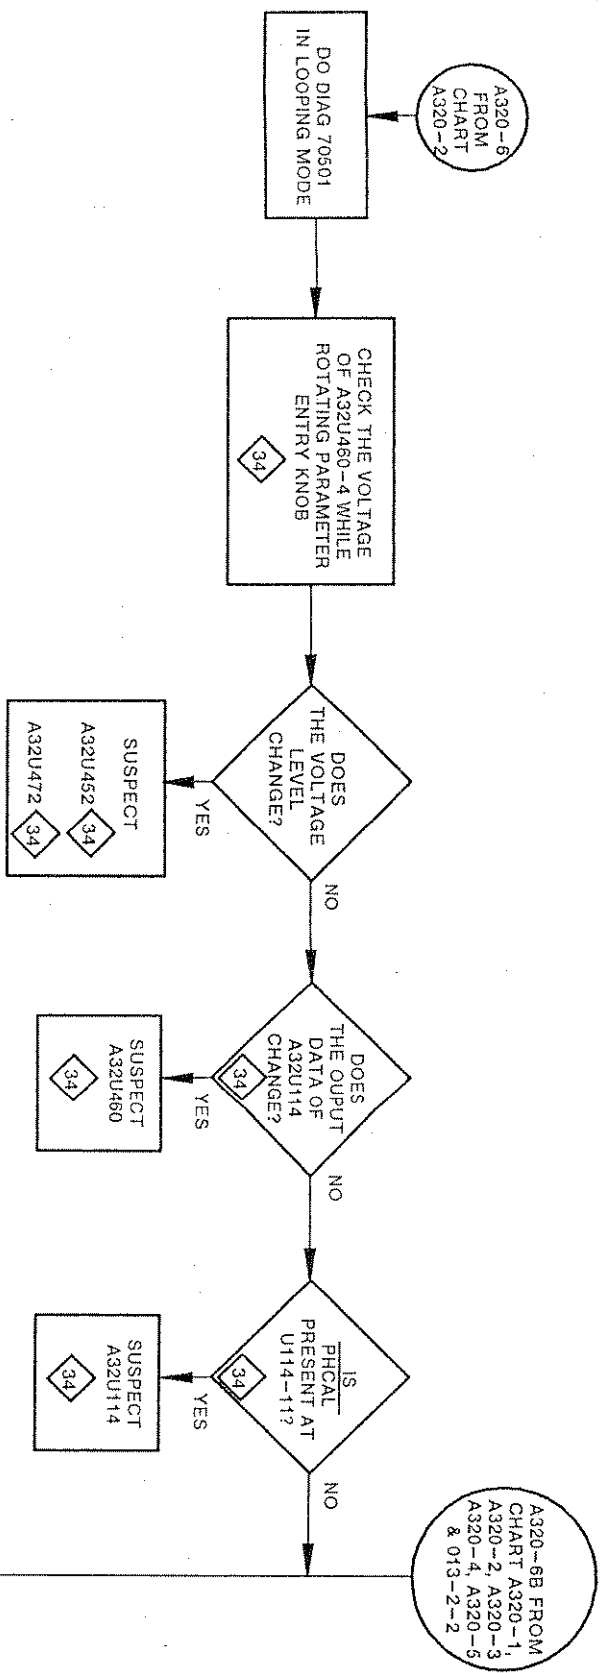 A320-6
FROM
CHART
A320-2
DO DIAG 70501
IN LOOPING MODE
CHECK THE VOLTAGE
OF A32U460-4 WHILE
ROTATING PARAMETER
ENTRY KNOB
34
DOES
THE VOLTAGE
LEVEL
CHANGE?
YES
NO
SUSPECT
A32U452 34
A32U472 34
DOES
THE OUPUT
DATA OF
A32U114
CHANGE?
34
YES
NO
SUSPECT
A32U460
34
IS
PHCAL
PRESENT AT
U114-11?
34
YES
NO
SUSPECT
A32U114
34
A320-6B FROM
CHART A320-1,
A320-2, A320-3
A320-4, A320-5
& 013-2-2